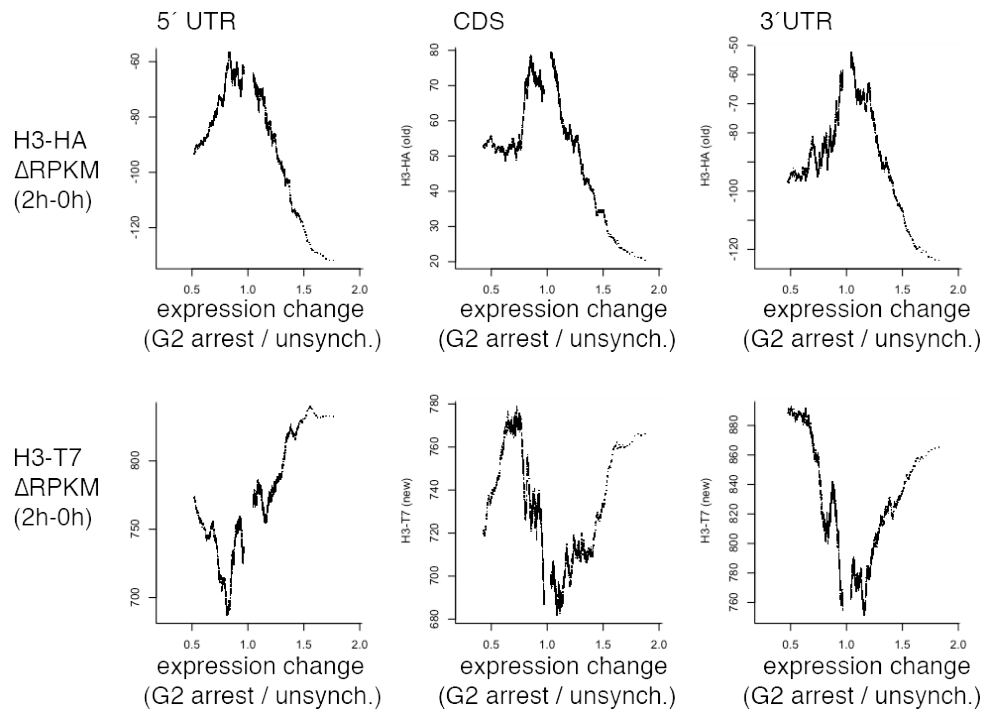 5´ UTR
CDS
3´UTR
H3-HA
ΔRPKM
(2h-0h)
-60
-80
-100
-120
0.5 1.0 1.5 2.0
expression change
(G2 arrest / unsynch.)
H3-HA (old)
80
70
60
50
40
30
20
0.5 1.0 1.5 2.0
expression change
(G2 arrest / unsynch.)
H3-HA (old)
-50
-60
-70
-80
-100
-120
0.5 1.0 1.5 2.0
expression change
(G2 arrest / unsynch.)
H3-T7
ΔRPKM
(2h-0h)
800
750
700
0.5 1.0 1.5 2.0
expression change
(G2 arrest / unsynch.)
H3-T7 (new)
780
760
740
720
700
680
0.5 1.0 1.5 2.0
expression change
(G2 arrest / unsynch.)
H3-T7 (new)
880
860
840
820
800
780
760
0.5 1.0 1.5 2.0
expression change
(G2 arrest / unsynch.)